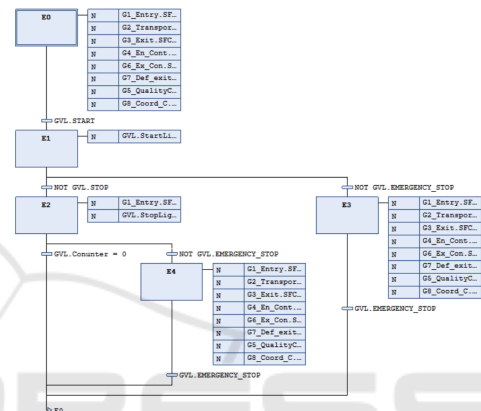 E0
N G1_Entry.SF…
N G2_Transpor…
N G3_Exit.SFC…
N G4_En_Cont.…
N G6_Ex_Con.S…
N G7_Def_exit…
N G5_QualityC…
N G8_Coord_C.…
GVL.START
E1
N GVL.StartLi…
NOT GVL.STOP
NOT GVL.EMERGENCY_STOP
E2
N G1_Entry.SF…
N GVL.StopLig…
E3
N G1_Entry.SF…
N G2_Transpor…
N G3_Exit.SFC…
N G4_En_Cont.…
N G6_Ex_Con.S…
N G7_Def_exit…
N G5_QualityC…
N G8_Coord_C.…
GVL.Conunter = 0
NOT GVL.EMERGENCY_STOP
E4
N G1_Entry.SF…
N G2_Transpor…
N G3_Exit.SFC…
N G4_En_Cont.…
N G6_Ex_Con.S…
N G7_Def_exit…
N G5_QualityC…
N G8_Coord_C.…
GVL.EMERGENCY_STOP
GVL.EMERGENCY_STOP
E0